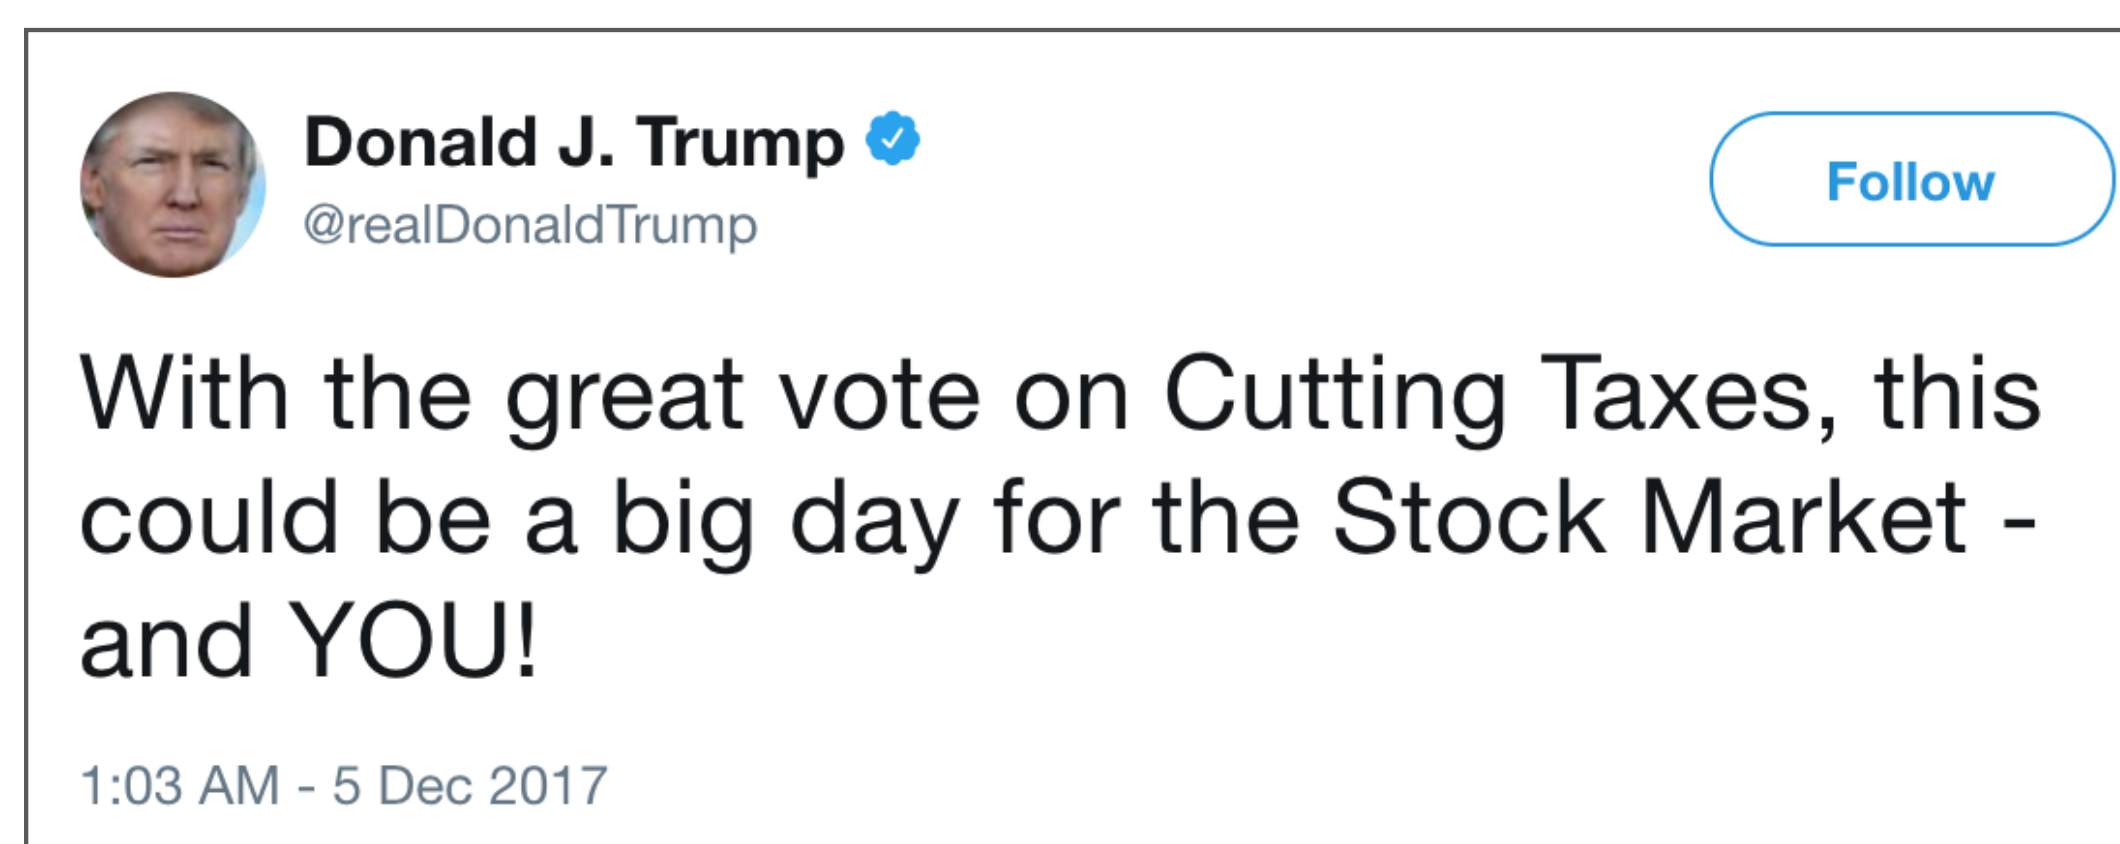 Donald J. Trump
@realDonaldTrump
Follow
With the great vote on Cutting Taxes, this
could be a big day for the Stock Market -
and YOU!
1:03 AM - 5 Dec 2017